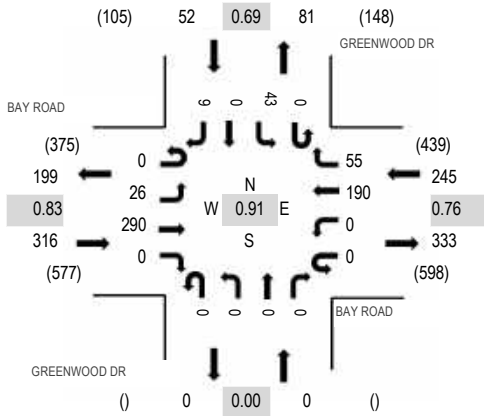 (105) 52 0.69 81 (148)
GREENWOOD DR
9 0 43 0
BAY ROAD
(375) (439)
0 55
199 245
26 190
N
0.83 W 0.91 E 0.76
290 0
S
316 333
0 0
(577) (598)
0 0 0 0
BAY ROAD
GREENWOOD DR
() 0 0.00 0 ()